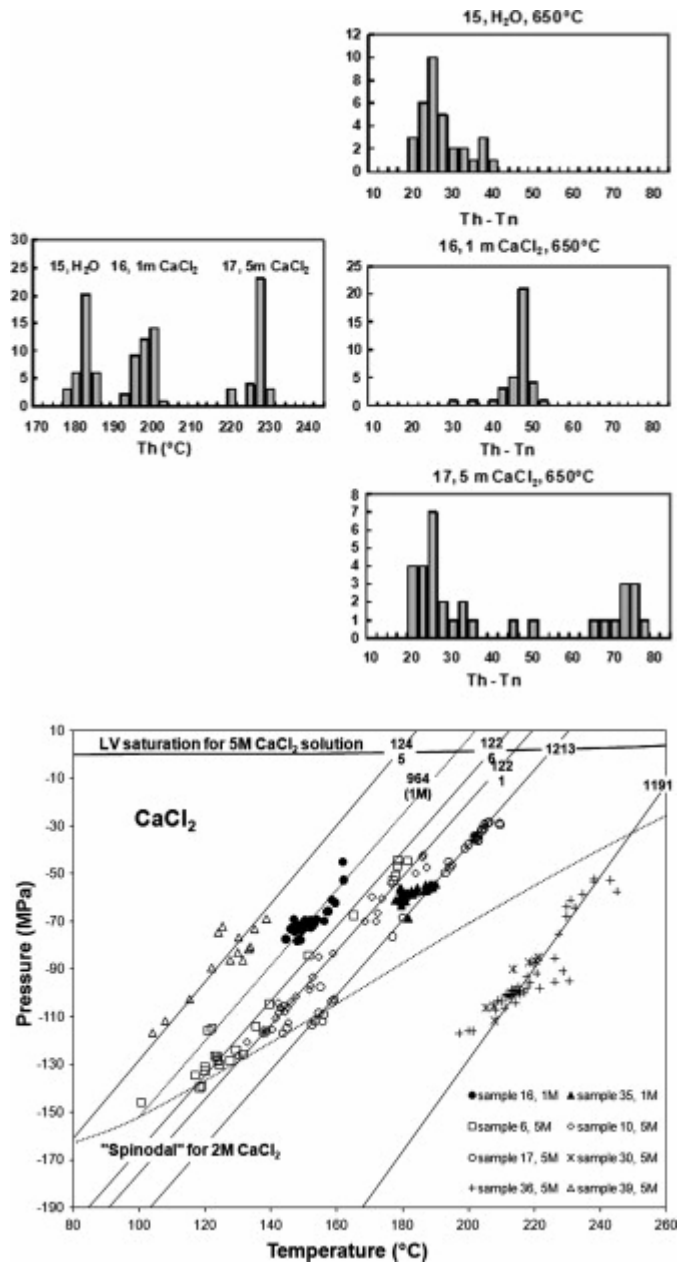 15, H₂O, 650°C
12
10
8
6
4
2
0
10 20 30 40 50 60 70 80
Th - Tn
30
25
20
15
10
5
0
15, H₂O 16, 1m CaCl₂ 17, 5m CaCl₂
170 180 190 200 210 220 230 240
Th (°C)
16, 1 m CaCl₂, 650°C
25
20
15
10
5
0
10 20 30 40 50 60 70 80
Th - Tn
17, 5 m CaCl₂, 650°C
8
7
6
5
4
3
2
1
0
10 20 30 40 50 60 70 80
Th - Tn
10
-10
-30
-50
-70
-90
-110
-130
-150
-170
-190
Pressure (MPa)
LV saturation for 5M CaCl₂ solution
124
5
964
(1M)
122
6
122
1
1213
1191
CaCl₂
"Spinodal" for 2M CaCl₂
sample 16, 1M sample 35, 1M
sample 6, 5M sample 10, 5M
sample 17, 5M sample 30, 5M
sample 36, 5M sample 39, 5M
80 100 120 140 160 180 200 220 240 260
Temperature (°C)